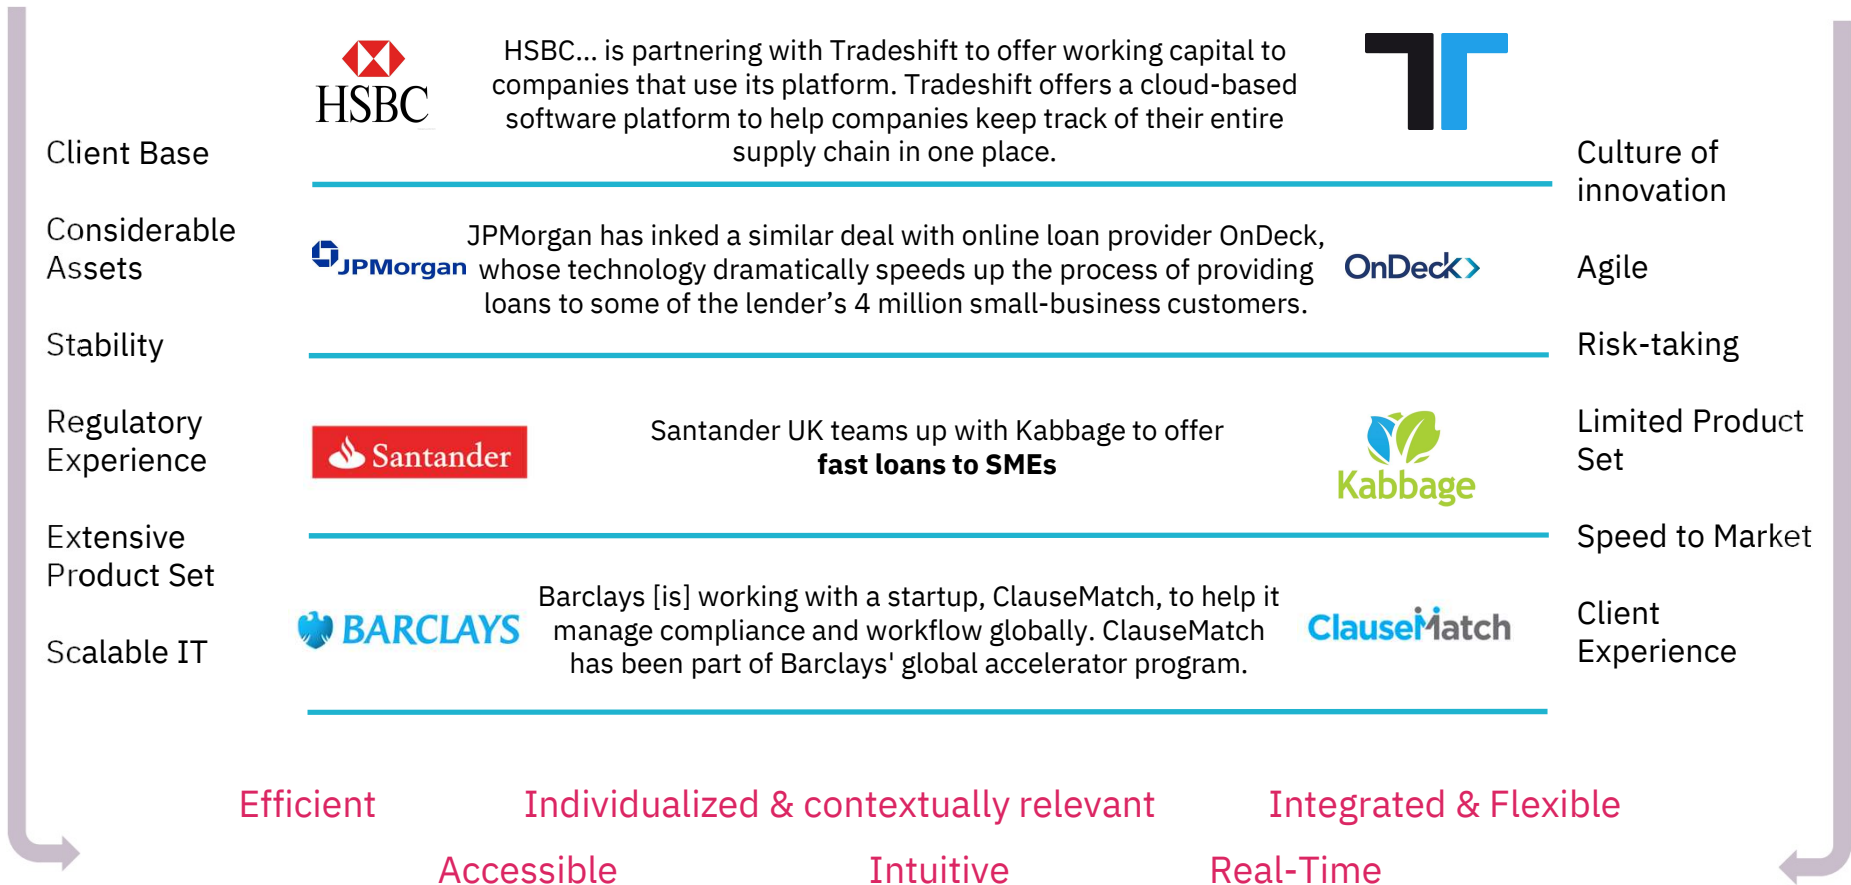 Client Base
Considerable
Assets
Stability
Regulatory
Experience
Extensive
Product Set
Scalable IT
HSBC
HSBC... is partnering with Tradeshift to offer working capital to
companies that use its platform. Tradeshift offers a cloud-based
software platform to help companies keep track of their entire
supply chain in one place.
JPMorgan
JPMorgan has inked a similar deal with online loan provider OnDeck,
whose technology dramatically speeds up the process of providing
loans to some of the lender’s 4 million small-business customers.
OnDeck
Santander
Santander UK teams up with Kabbage to offer
fast loans to SMEs
Kabbage
BARCLAYS
Barclays [is] working with a startup, ClauseMatch, to help it
manage compliance and workflow globally. ClauseMatch
has been part of Barclays' global accelerator program.
ClauseMatch
Culture of
innovation
Agile
Risk-taking
Limited Product
Set
Speed to Market
Client
Experience
Efficient
Individualized & contextually relevant
Integrated & Flexible
Accessible
Intuitive
Real-Time